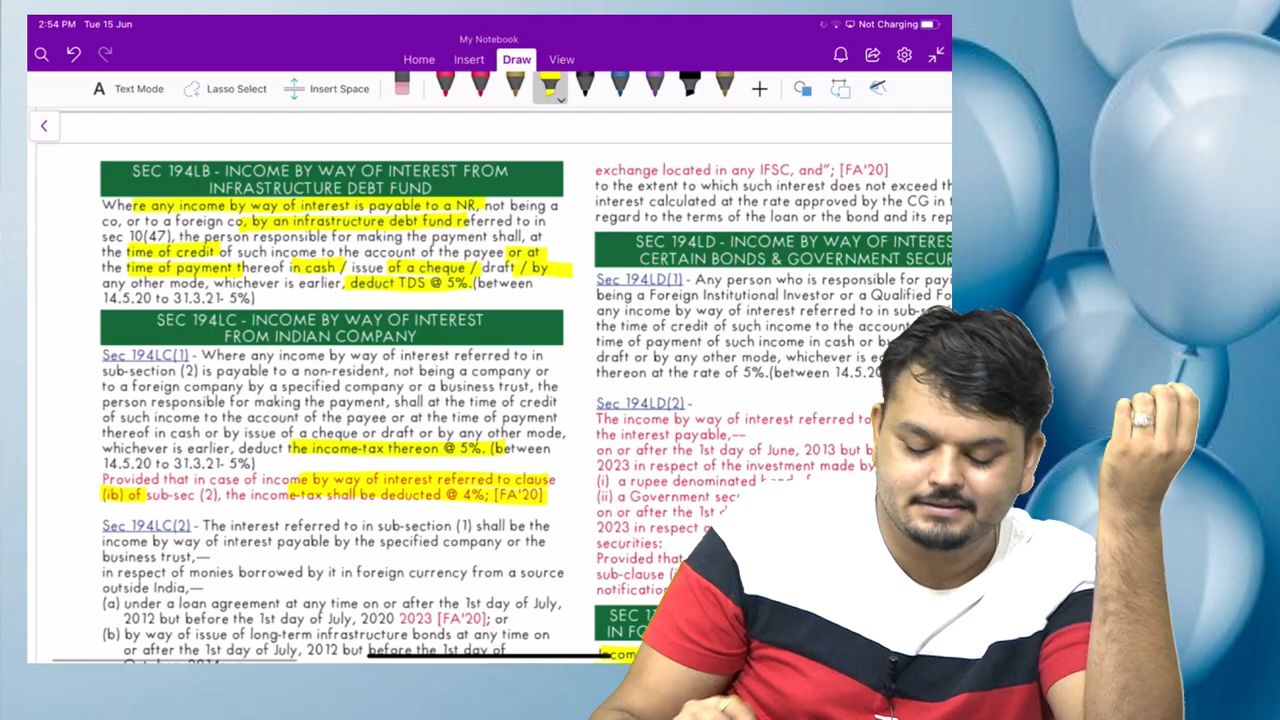 2:54 PM Tue 15 Jun
Not Charging
My Notebook
Home Insert Draw View
Text Mode Lasso Select Insert Space
SEC 194LB - INCOME BY WAY OF INTEREST FROM
INFRASTRUCTURE DEBT FUND
Where any income by way of interest is payable to a NR, not being a
co, or to a foreign co, by an infrastructure debt fund referred to in
sec 10(47), the person responsible for making the payment shall, at
the time of credit of such income to the account of the payee or at
the time of payment thereof in cash / issue of a cheque / draft / by
any other mode, whichever is earlier, deduct TDS @ 5%.(between
14.5.20 to 31.3.21- 5%)
SEC 194LC - INCOME BY WAY OF INTEREST
FROM INDIAN COMPANY
Sec 194LC(1) - Where any income by way of interest referred to in
sub-section (2) is payable to a non-resident, not being a company or
to a foreign company by a specified company or a business trust, the
person responsible for making the payment, shall at the time of credit
of such income to the account of the payee or at the time of payment
thereof in cash or by issue of a cheque or draft or by any other mode,
whichever is earlier, deduct the income-tax thereon @ 5%. (between
14.5.20 to 31.3.21- 5%)
Provided that in case of income by way of interest referred to clause
(ib) of sub-sec (2), the income-tax shall be deducted @ 4%; [FA'20]
Sec 194LC(2) - The interest referred to in sub-section (1) shall be the
income by way of interest payable by the specified company or the
business trust,—
in respect of monies borrowed by it in foreign currency from a source
outside India,—
(a) under a loan agreement at any time on or after the 1st day of July,
2012 but before the 1st day of July, 2020 2023 [FA'20]; or
(b) by way of issue of long-term infrastructure bonds at any time on
or after the 1st day of July, 2012 but before the 1st day of
exchange located in any IFSC, and”; [FA'20]
to the extent to which such interest does not exceed th
interest calculated at the rate approved by the CG in t
regard to the terms of the loan or the bond and its rep
SEC 194LD - INCOME BY WAY OF INTERES
CERTAIN BONDS & GOVERNMENT SECUR
Sec 194LD(1) - Any person who is responsible for payi
being a Foreign Institutional Investor or a Qualified Fo
any income by way of interest referred to in sub-s
the time of credit of such income to the account
time of payment of such income in cash or by
draft or by any other mode, whichever is ea
thereon at the rate of 5%.(between 14.5.20
Sec 194LD(2) -
The income by way of interest referred to
the interest payable,—
on or after the 1st day of June, 2013 but b
2023 in respect of the investment made by
(i) a rupee denominated
(ii) a Government sec
on or after the 1st
2023 in respect
securities:
Provided that
sub-clause
notification
SEC
IN FO
Incom